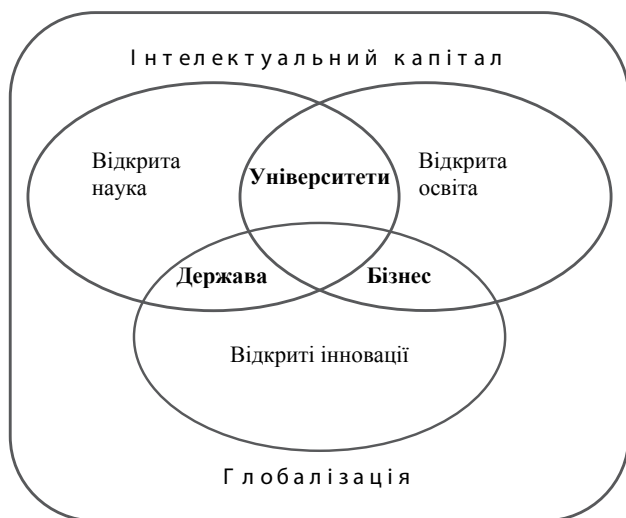 Інтелектуальний капітал
Відкрита
наука
Університети
Відкрита
освіта
Держава
Бізнес
Відкриті інновації
Глобалізація